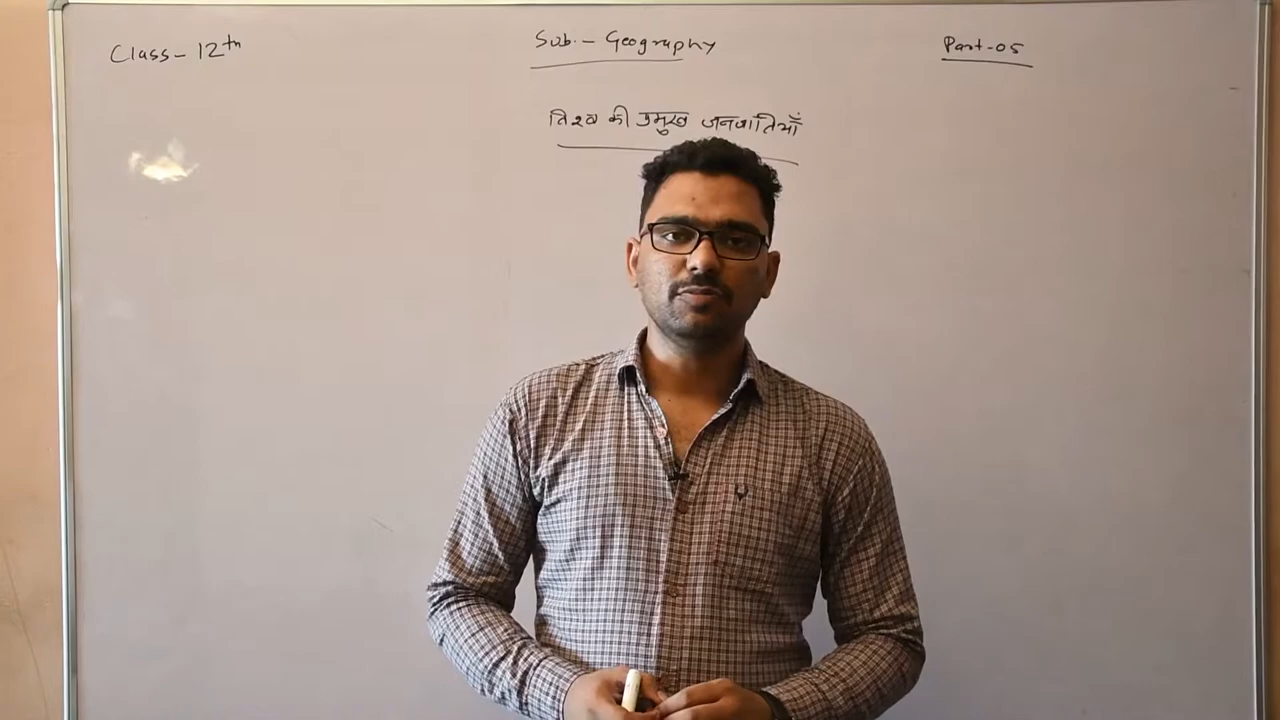 Class- 12th
Sub.- Geography
Part-05
विश्व की प्रमुख जनजातियाँ